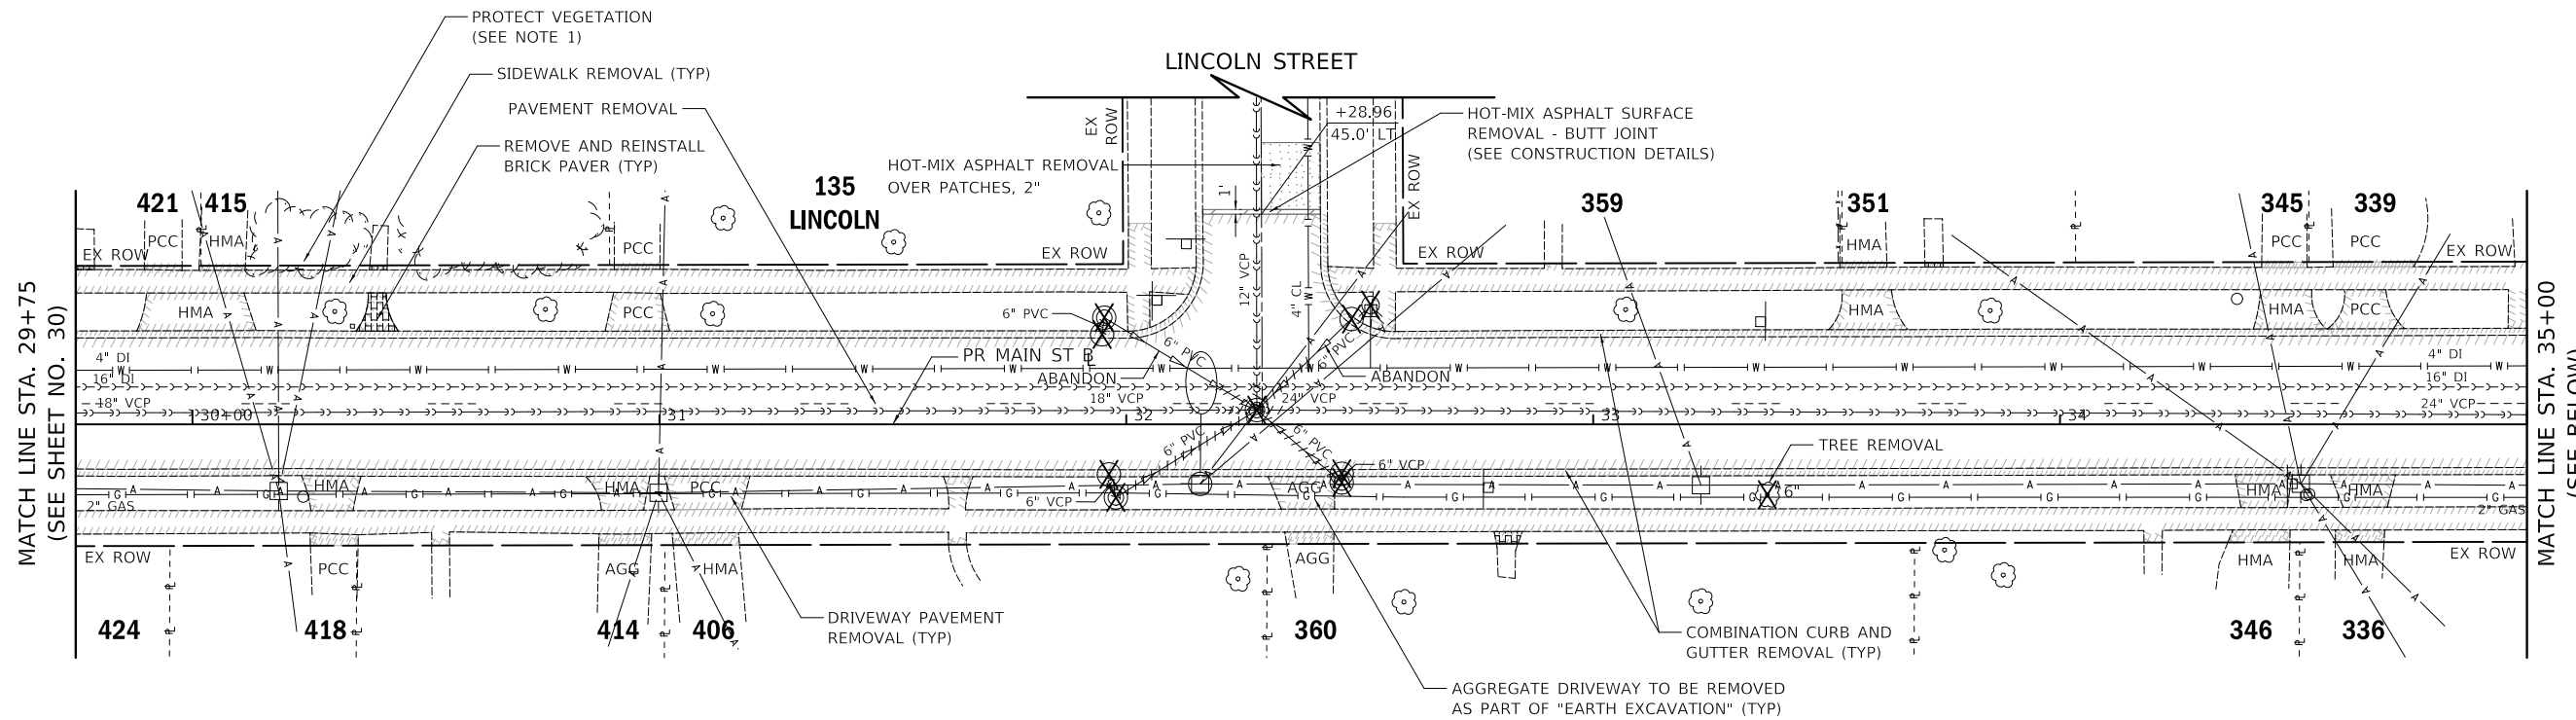 PROTECT VEGETATION
(SEE NOTE 1)
SIDEWALK REMOVAL (TYP)
PAVEMENT REMOVAL
REMOVE AND REINSTALL
BRICK PAVER (TYP)
LINCOLN STREET
+28.96
45.0' LT
HOT-MIX ASPHALT SURFACE
REMOVAL - BUTT JOINT
(SEE CONSTRUCTION DETAILS)
HOT-MIX ASPHALT REMOVAL
OVER PATCHES, 2"
EX
ROW
EX ROW
1'
421
415
135
LINCOLN
359
351
345
339
PCC
HMA
PCC
HMA
PCC
PCC
EX ROW
EX ROW
EX ROW
EX ROW
HMA
PCC
HMA
HMA
PCC
12" VCP
4" CL
6" PVC
6" PVC
6" PVC
PR MAIN ST B
ABANDON
ABANDON
4" DI
16" DI
18" VCP
18" VCP
24" VCP
4" DI
16" DI
24" VCP
30+00
31
32
33
34
MATCH LINE STA. 29+75
(SEE SHEET NO. 30)
MATCH LINE STA. 35+00
(SEE BELOW)
6" PVC
6" PVC
6" VCP
6" VCP
TREE REMOVAL
6"
HMA
HMA
PCC
AGG
HMA
HMA
2" GAS
2" GAS
EX ROW
EX ROW
PCC
AGG
HMA
AGG
HMA
HMA
424
418
414
406
360
346
336
DRIVEWAY PAVEMENT
REMOVAL (TYP)
COMBINATION CURB AND
GUTTER REMOVAL (TYP)
AGGREGATE DRIVEWAY TO BE REMOVED
AS PART OF "EARTH EXCAVATION" (TYP)